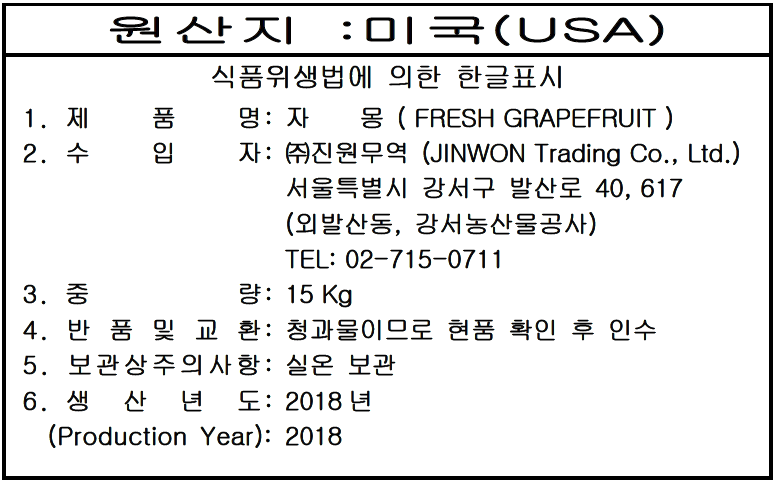 원산지 :미국(USA)
식품위생법에 의한 한글표시
1. 제 품 명: 자 몽 ( FRESH GRAPEFRUIT )
2. 수 입 자: ㈜진원무역 (JINWON Trading Co., Ltd.)
서울특별시 강서구 발산로 40, 617
(외발산동, 강서농산물공사)
TEL: 02-715-0711
3. 중 량: 15 Kg
4. 반 품 및 교 환: 청과물이므로 현품 확인 후 인수
5. 보관상주의사항: 실온 보관
6. 생 산 년 도: 2018 년
(Production Year): 2018